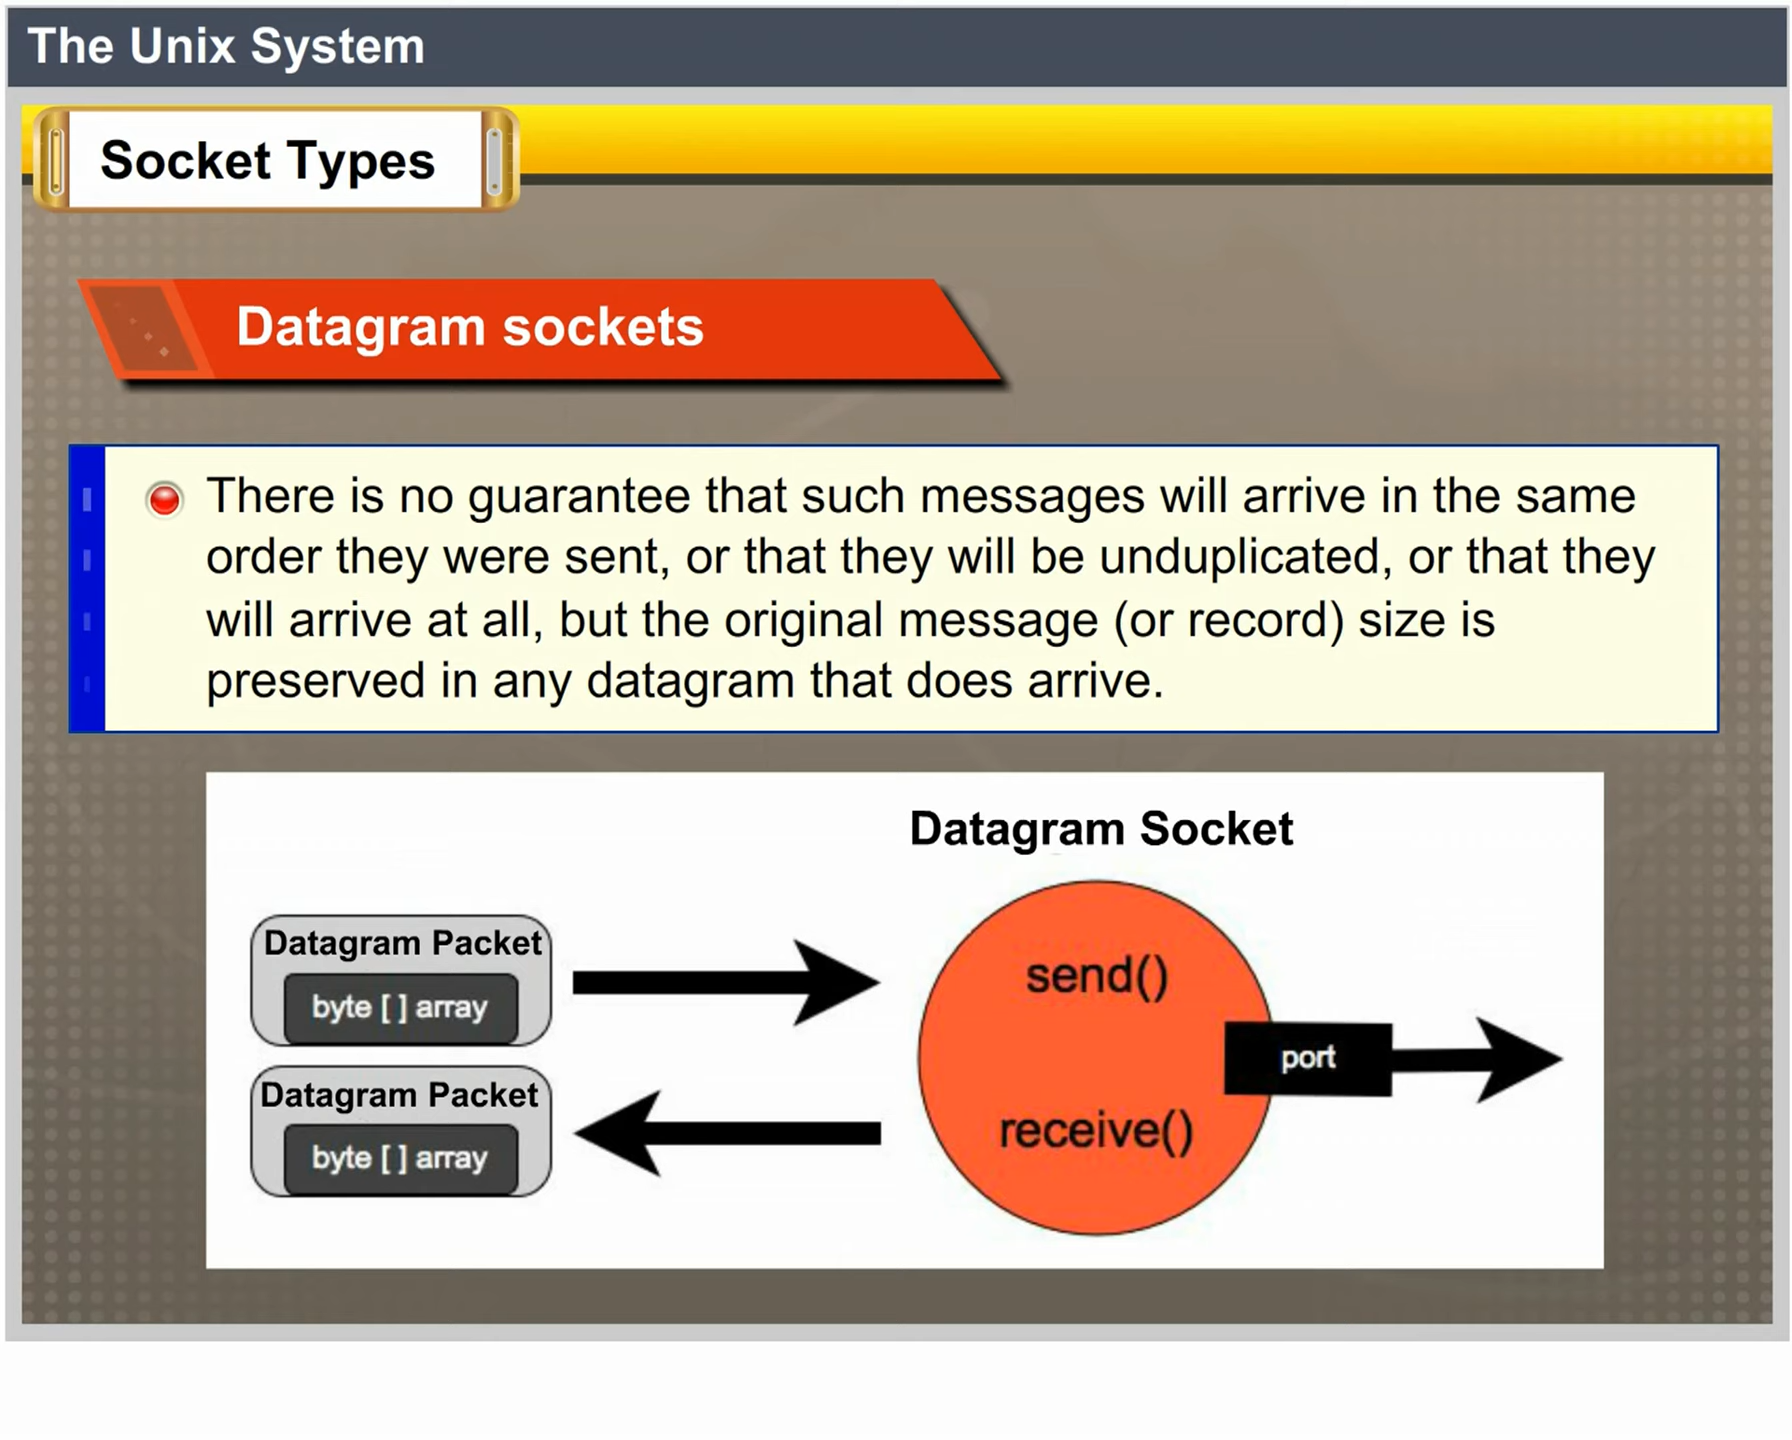 The Unix System
Socket Types
Datagram sockets
There is no guarantee that such messages will arrive in the same
order they were sent, or that they will be unduplicated, or that they
will arrive at all, but the original message (or record) size is
preserved in any datagram that does arrive.
Datagram Socket
Datagram Packet
byte [ ] array
Datagram Packet
byte [ ] array
send()
receive()
port